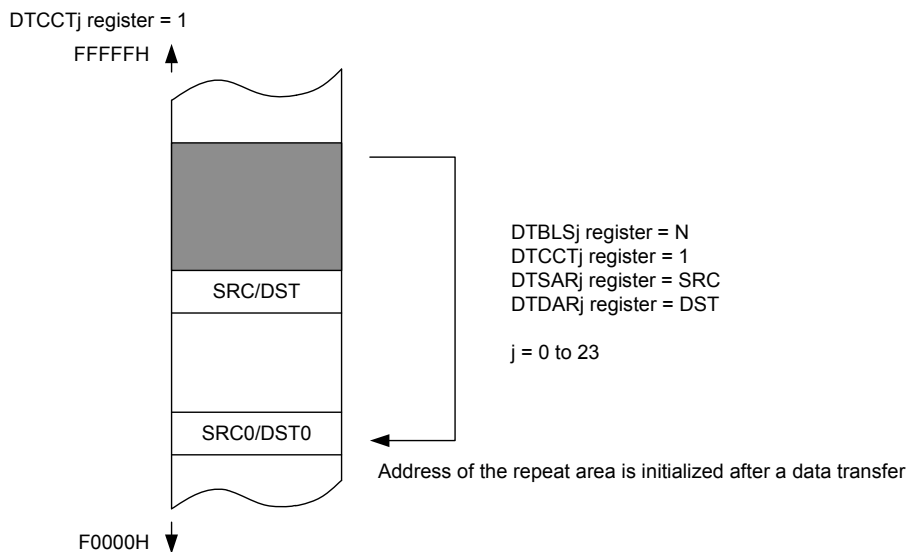 DTCCTj register = 1
FFFFFH
DTBLSj register = N
DTCCTj register = 1
SRC/DST
DTSARj register = SRC
DTDARj register = DST
j = 0 to 23
SRC0/DST0
Address of the repeat area is initialized after a data transfer
F0000H